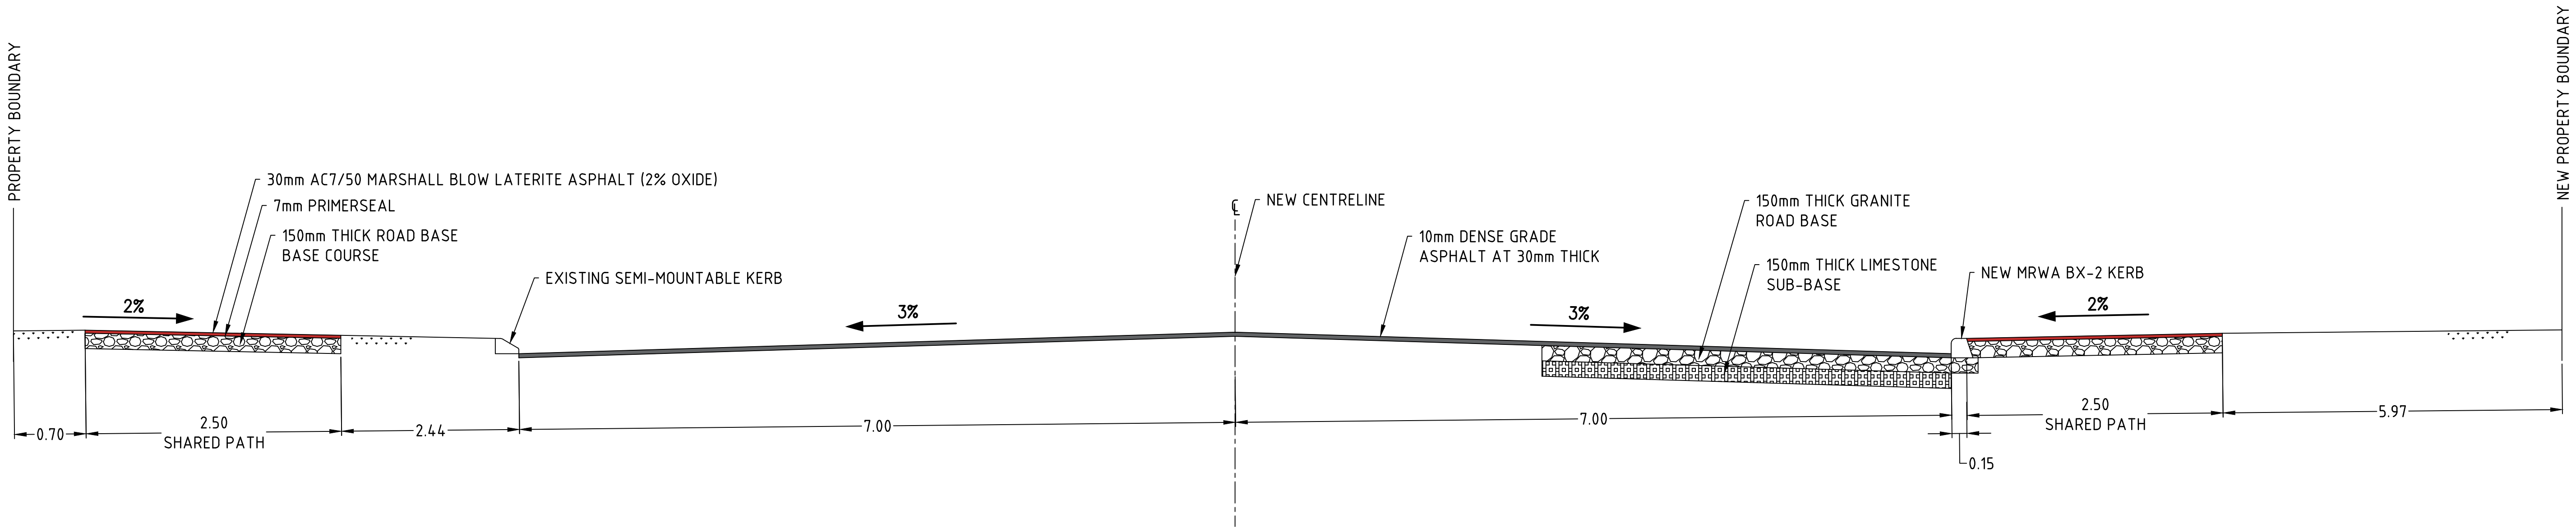 PROPERTY BOUNDARY
30mm AC7/50 MARSHALL BLOW LATERITE ASPHALT (2% OXIDE)
7mm PRIMERSEAL
150mm THICK ROAD BASE
BASE COURSE
2%
EXISTING SEMI-MOUNTABLE KERB
3%
℄
NEW CENTRELINE
10mm DENSE GRADE
ASPHALT AT 30mm THICK
3%
150mm THICK GRANITE
ROAD BASE
150mm THICK LIMESTONE
SUB-BASE
NEW MRWA BX-2 KERB
2%
NEW PROPERTY BOUNDARY
0.70
2.50
SHARED PATH
2.44
7.00
7.00
0.15
2.50
SHARED PATH
5.97